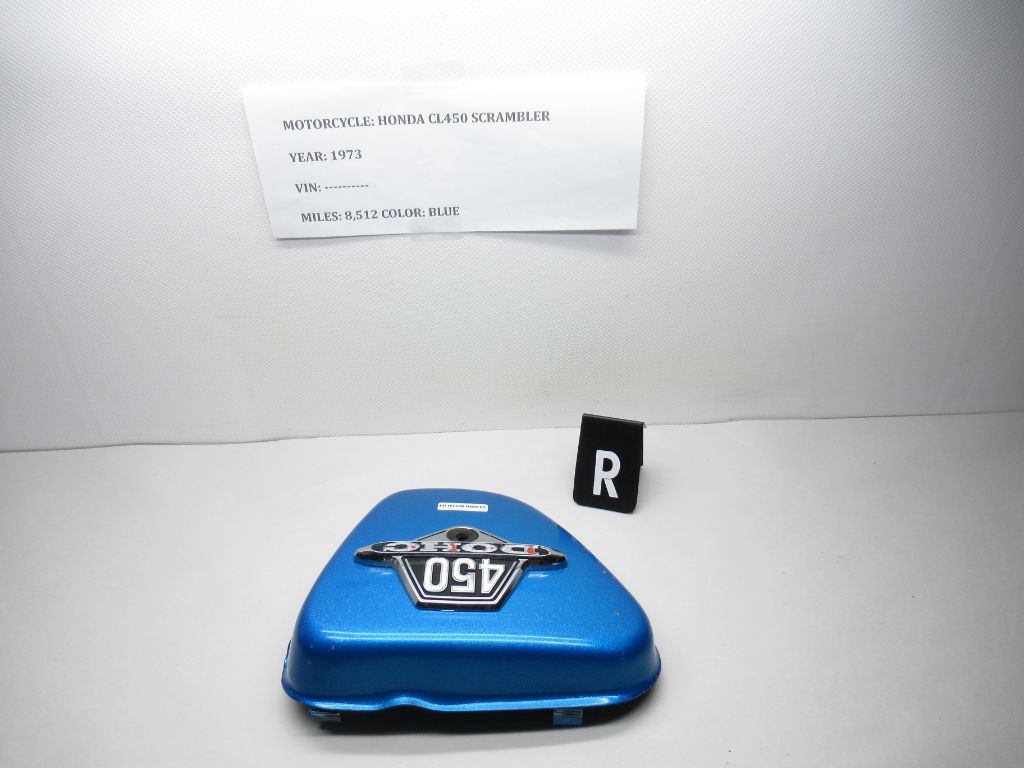 MOTORCYCLE: HONDA CL450 SCRAMBLER
YEAR: 1973
VIN: ----------
MILES: 8,512 COLOR: BLUE
R
DOHC
450